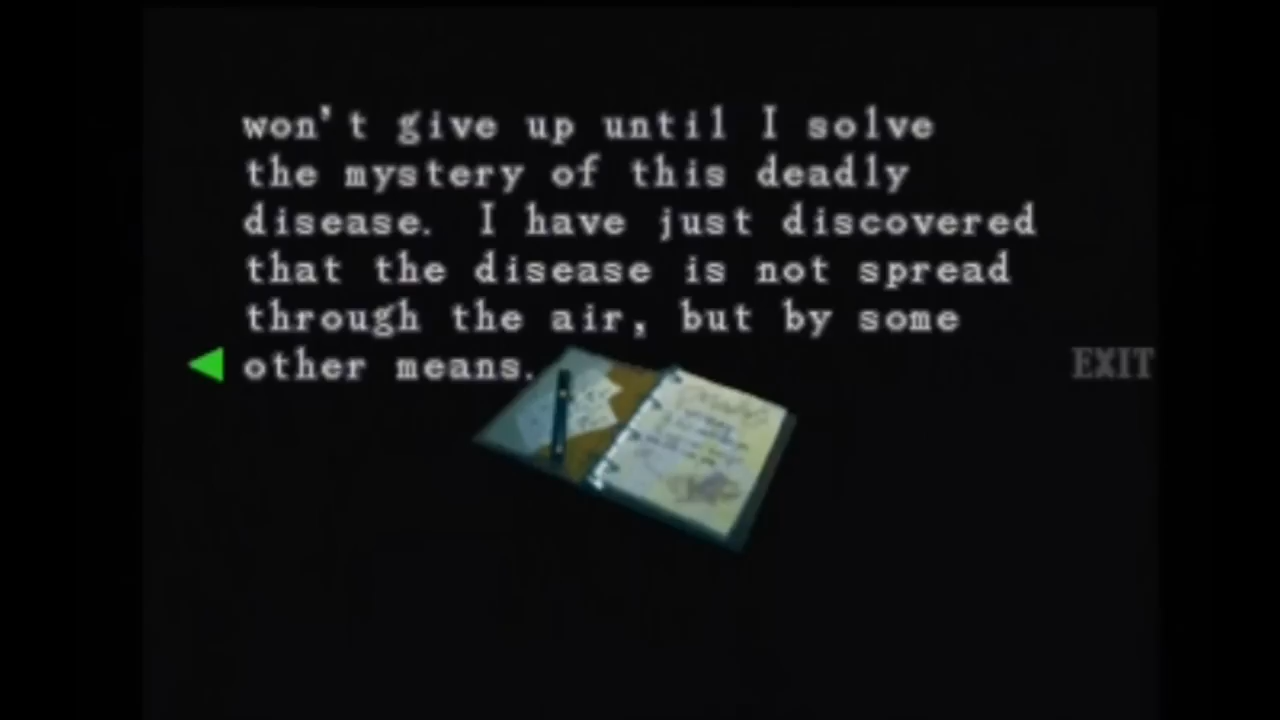 won't give up until I solve
the mystery of this deadly
disease. I have just discovered
that the disease is not spread
through the air, but by some
other means.
EXIT